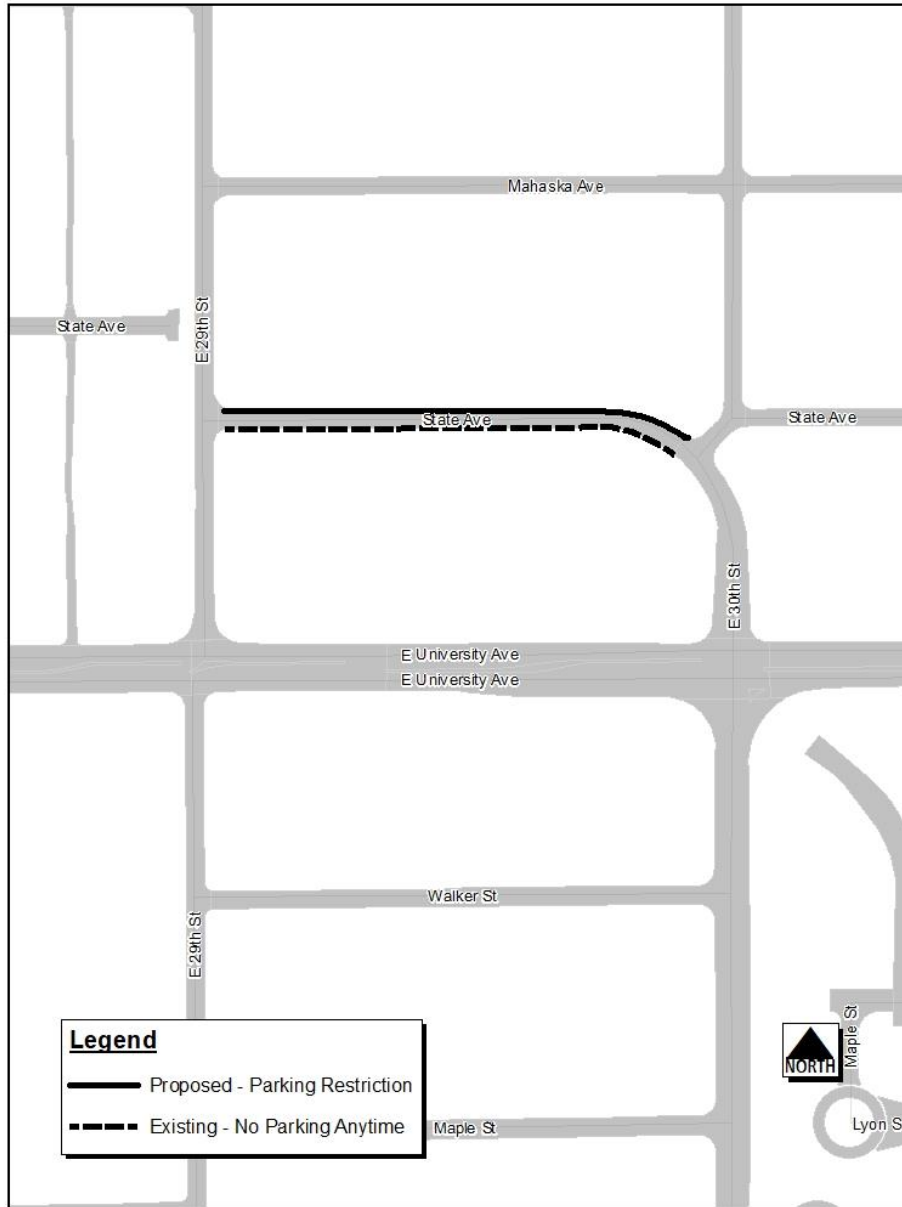 Mahaska Ave
State Ave
E 29th St
State Ave
State Ave
E 30th St
E University Ave
E University Ave
Walker St
E 29th St
Legend
Proposed - Parking Restriction
Existing - No Parking Anytime
NORTH
Maple St
Maple St
Lyon S